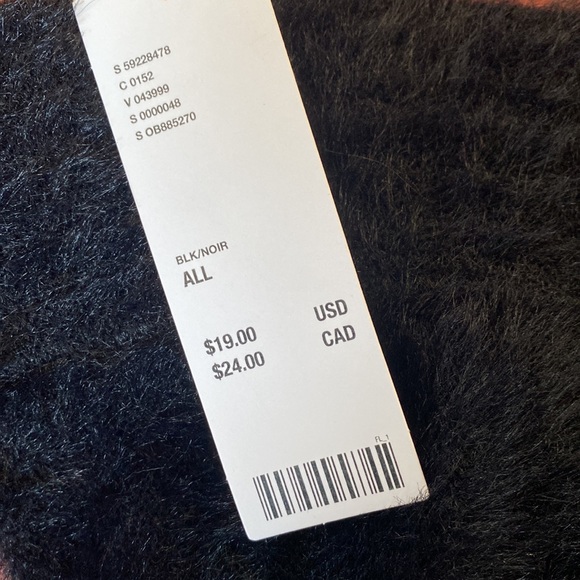 S 59228478
C 0152
V 043999
S 0000048
S OB885270
BLK/NOIR
ALL
$19.00 USD
$24.00 CAD
FL_1